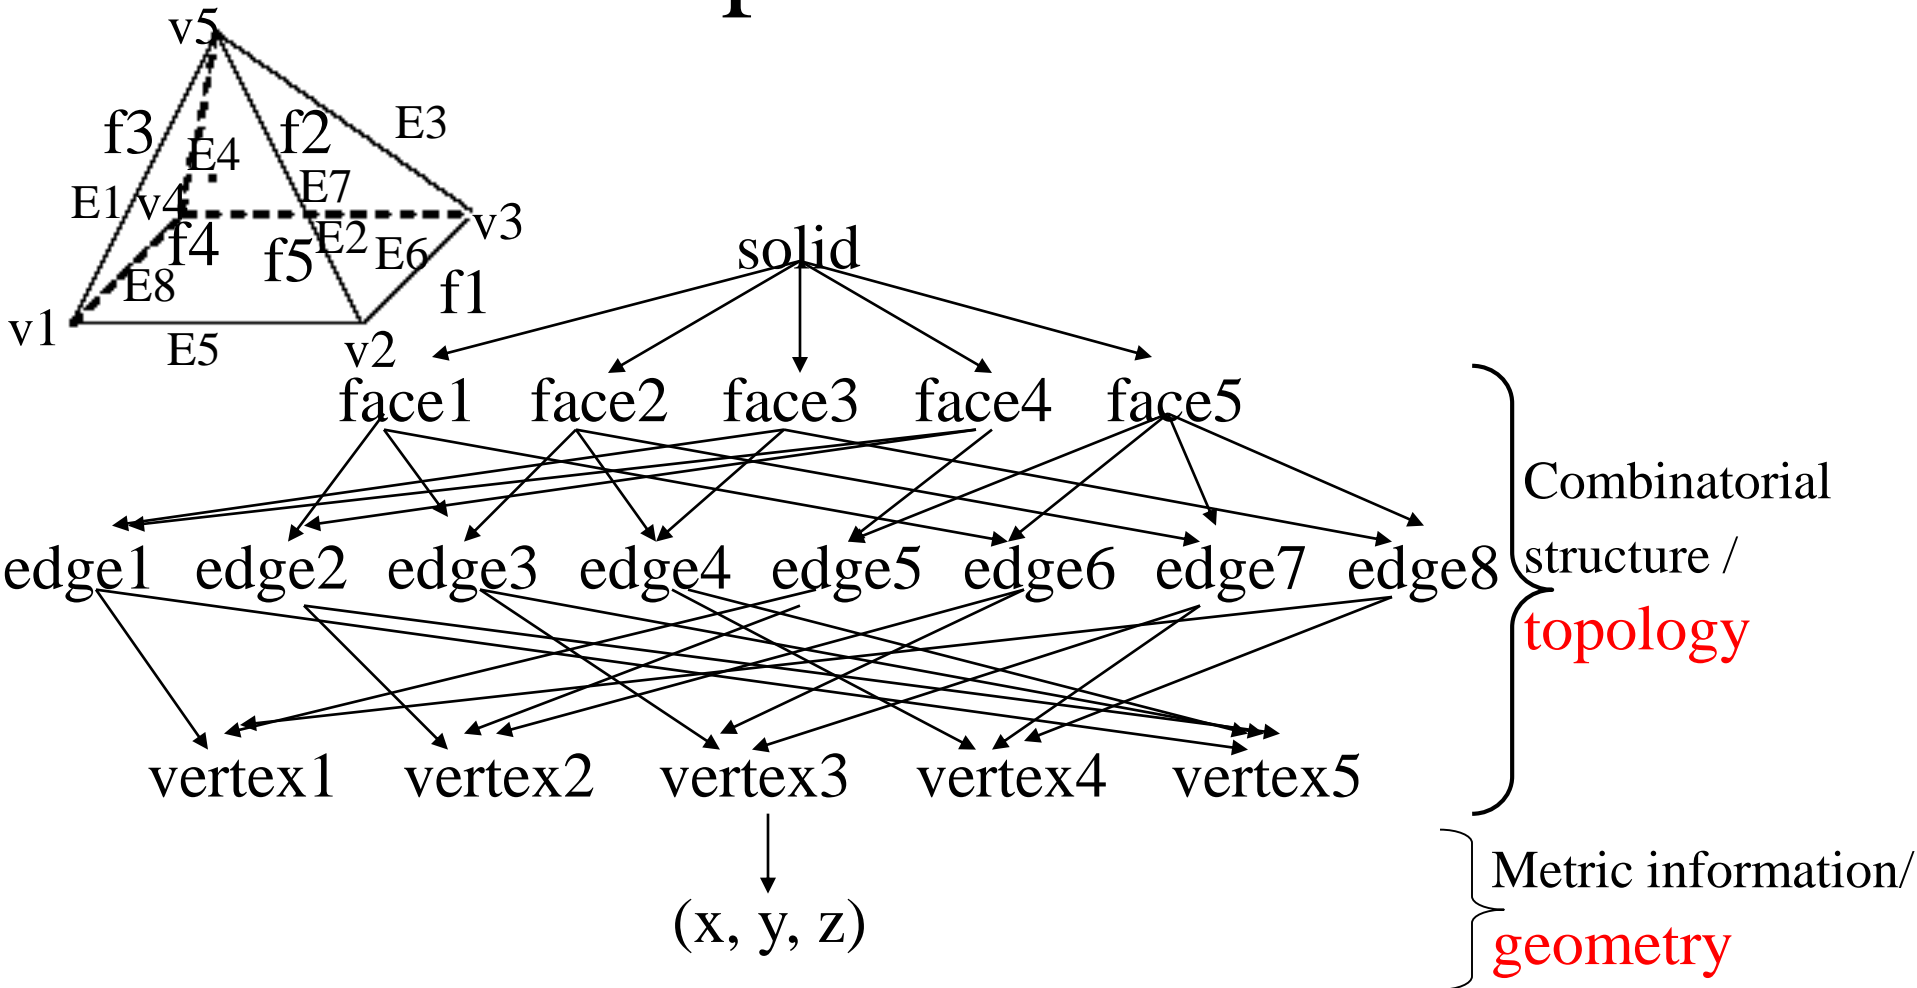 v5
f3 f2 E3
E4
E1 v4 E7
v3
f4 f5 E2 E6
E8 f1
v1 E5 v2
solid
face1 face2 face3 face4 face5
edge1 edge2 edge3 edge4 edge5 edge6 edge7 edge8
vertex1 vertex2 vertex3 vertex4 vertex5
(x, y, z)
Combinatorial
structure /
topology
Metric information/
geometry